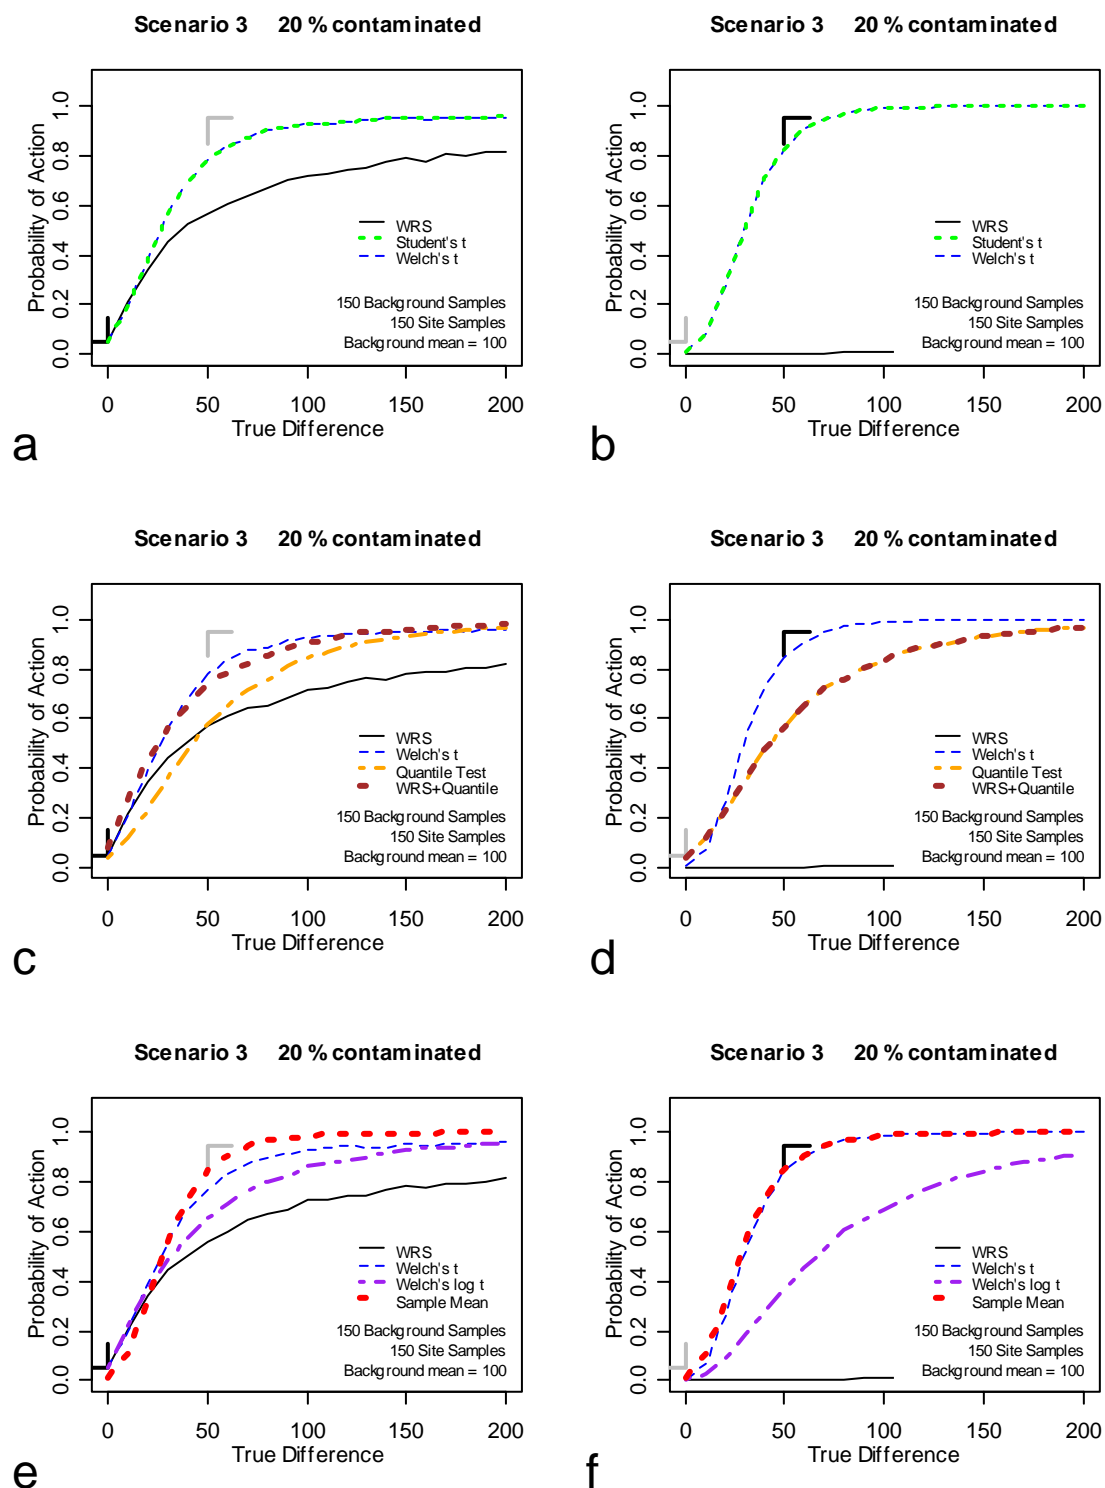 Scenario 3 20 % contaminated
Probability of Action
0.0 0.2 0.4 0.6 0.8 1.0
WRS
Student's t
Welch's t
150 Background Samples
150 Site Samples
Background mean = 100
0 50 100 150 200
True Difference
a
Scenario 3 20 % contaminated
Probability of Action
0.0 0.2 0.4 0.6 0.8 1.0
WRS
Student's t
Welch's t
150 Background Samples
150 Site Samples
Background mean = 100
0 50 100 150 200
True Difference
b
Scenario 3 20 % contaminated
Probability of Action
0.0 0.2 0.4 0.6 0.8 1.0
WRS
Welch's t
Quantile Test
WRS+Quantile
150 Background Samples
150 Site Samples
Background mean = 100
0 50 100 150 200
True Difference
c
Scenario 3 20 % contaminated
Probability of Action
0.0 0.2 0.4 0.6 0.8 1.0
WRS
Welch's t
Quantile Test
WRS+Quantile
150 Background Samples
150 Site Samples
Background mean = 100
0 50 100 150 200
True Difference
d
Scenario 3 20 % contaminated
Probability of Action
0.0 0.2 0.4 0.6 0.8 1.0
WRS
Welch's t
Welch's log t
Sample Mean
150 Background Samples
150 Site Samples
Background mean = 100
0 50 100 150 200
True Difference
e
Scenario 3 20 % contaminated
Probability of Action
0.0 0.2 0.4 0.6 0.8 1.0
WRS
Welch's t
Welch's log t
Sample Mean
150 Background Samples
150 Site Samples
Background mean = 100
0 50 100 150 200
True Difference
f